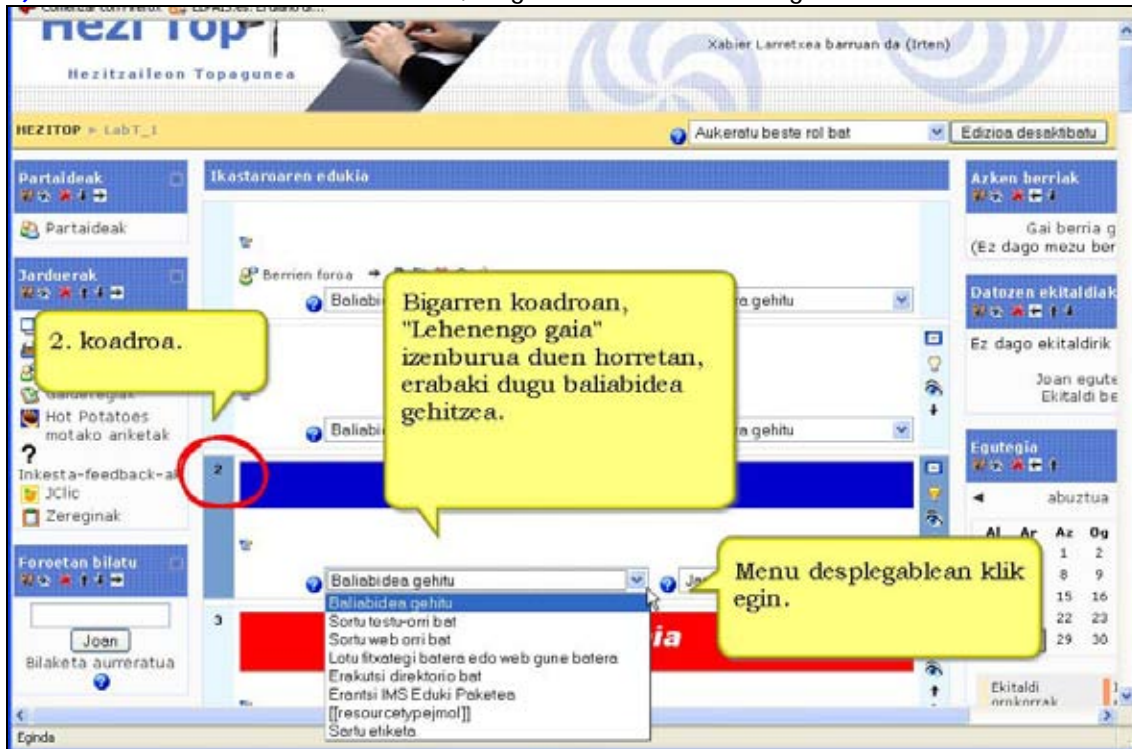 Hezi Top
Hezitzaileon Topagunea
Xabier Larretxea barruan da (Irten)
HEZITOP ► LabT_1
Aukeratu beste rol bat
Edizioa desaktibatu
Partaideak
Partaideak
Jarduerak
2. koadroa.
Galderegiak
Hot Potatoes
motako anketak
Inkesta-feedback-ak
JClic
Zereginak
Foroetan bilatu
Joan
Bilaketa aurreratua
Ikastaroaren edukia
Berrien foroa
Bigarren koadroan,
"Lehenengo gaia"
izenburua duen horretan,
erabaki dugu baliabidea
gehitzea.
gehitu
gehitu
2
Baliabidea gehitu
Baliabidea gehitu
Sortu testu-orri bat
Sortu web orri bat
Lotu fitxategi batera edo web gune batera
Erakutsi direktorio bat
Erantsi IMS Eduki Paketea
[[resourcetypejmol]]
Sartu etiketa
Menu desplegablean klik
egin.
3
Azken berriak
Gai berria g
(Ez dago mezu ber
Datozen ekitaldiak
Ez dago ekitaldirik
Joan egute
Ekitaldi be
Egutegia
abuztua
Al Ar Az Og
1 2
8 9
15 16
22 23
29 30
Ekitaldi
orokorrak
Eginda